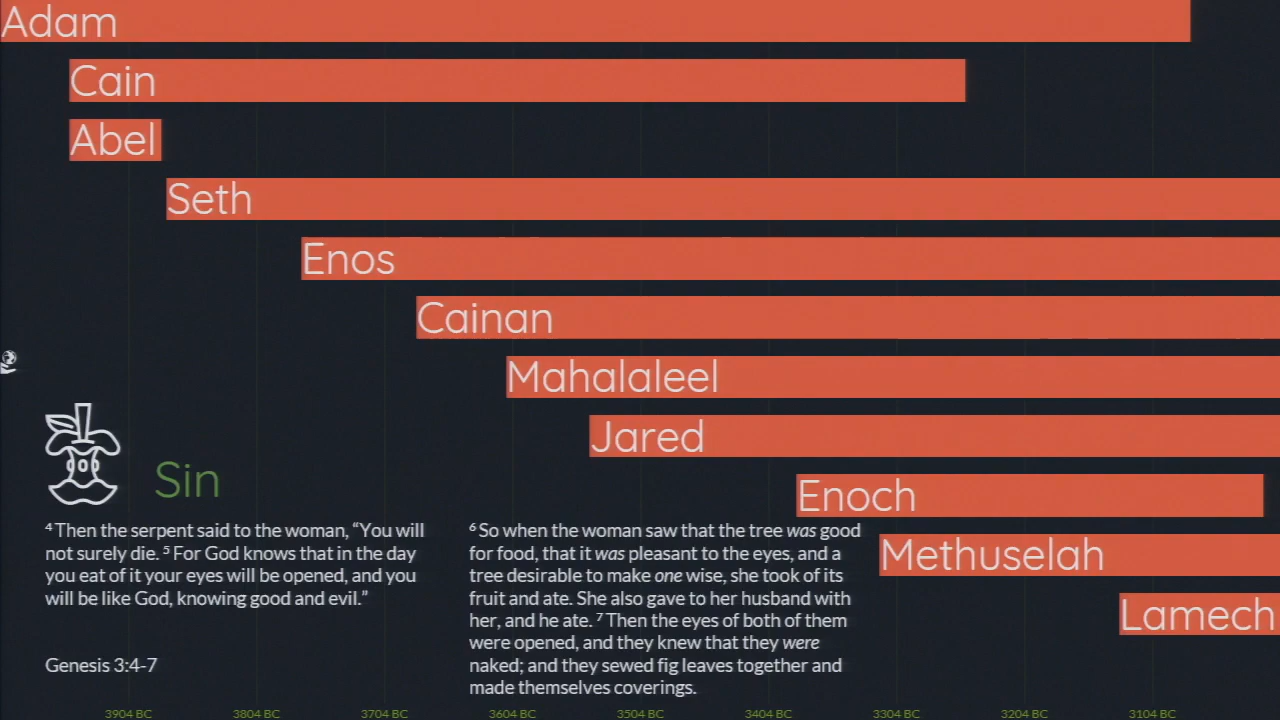 Adam
Cain
Abel
Seth
Enos
Cainan
Mahalaleel
Jared
Enoch
Methuselah
Lamech
Sin
⁴ Then the serpent said to the woman, “You will
not surely die. ⁵ For God knows that in the day
you eat of it your eyes will be opened, and you
will be like God, knowing good and evil.”
Genesis 3:4-7
⁶ So when the woman saw that the tree was good
for food, that it was pleasant to the eyes, and a
tree desirable to make one wise, she took of its
fruit and ate. She also gave to her husband with
her, and he ate. ⁷ Then the eyes of both of them
were opened, and they knew that they were
naked; and they sewed fig leaves together and
made themselves coverings.
3904 BC 3804 BC 3704 BC 3604 BC 3504 BC 3404 BC 3304 BC 3204 BC 3104 BC